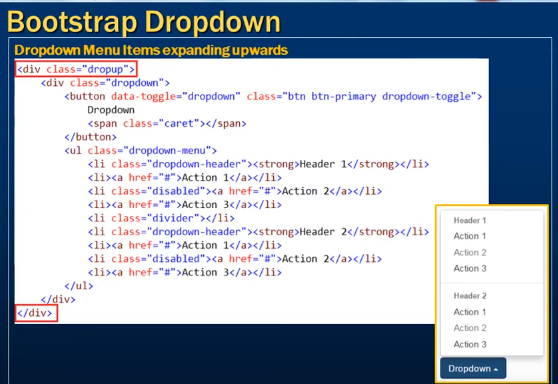 Bootstrap Dropdown
Dropdown Menu Items expanding upwards
<div class="dropup">
<div class="dropdown">
<button data-toggle="dropdown" class="btn btn-primary dropdown-toggle">
Dropdown
<span class="caret"></span>
</button>
<ul class="dropdown-menu">
<li class="dropdown-header"><strong>Header 1</strong></li>
<li><a href="#">Action 1</a></li>
<li class="disabled"><a href="#">Action 2</a></li>
<li><a href="#">Action 3</a></li>
<li class="divider"></li>
<li class="dropdown-header"><strong>Header 2</strong></li>
<li><a href="#">Action 1</a></li>
<li class="disabled"><a href="#">Action 2</a></li>
<li><a href="#">Action 3</a></li>
</ul>
</div>
</div>
Header 1
Action 1
Action 2
Action 3
Header 2
Action 1
Action 2
Action 3
Dropdown